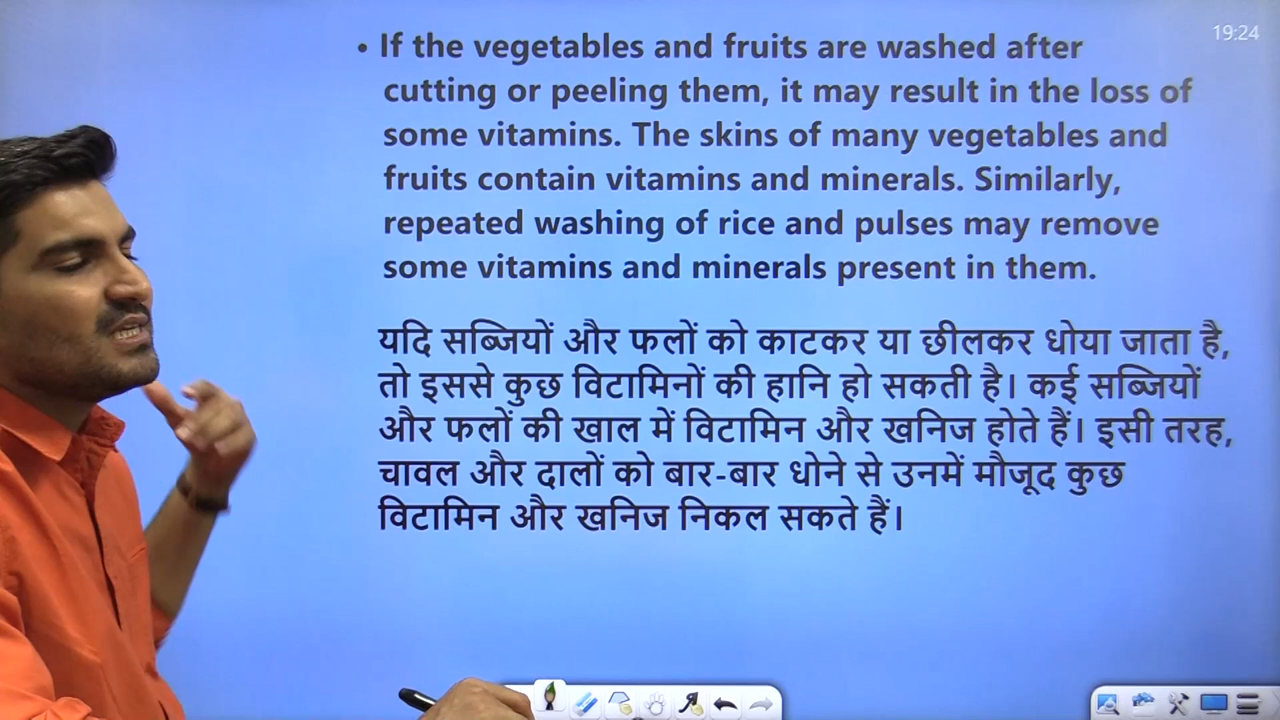 19:24
• If the vegetables and fruits are washed after
cutting or peeling them, it may result in the loss of
some vitamins. The skins of many vegetables and
fruits contain vitamins and minerals. Similarly,
repeated washing of rice and pulses may remove
some vitamins and minerals present in them.
यदि सब्जियों और फलों को काटकर या छीलकर धोया जाता है,
तो इससे कुछ विटामिनों की हानि हो सकती है। कई सब्जियों
और फलों की खाल में विटामिन और खनिज होते हैं। इसी तरह,
चावल और दालों को बार-बार धोने से उनमें मौजूद कुछ
विटामिन और खनिज निकल सकते हैं।